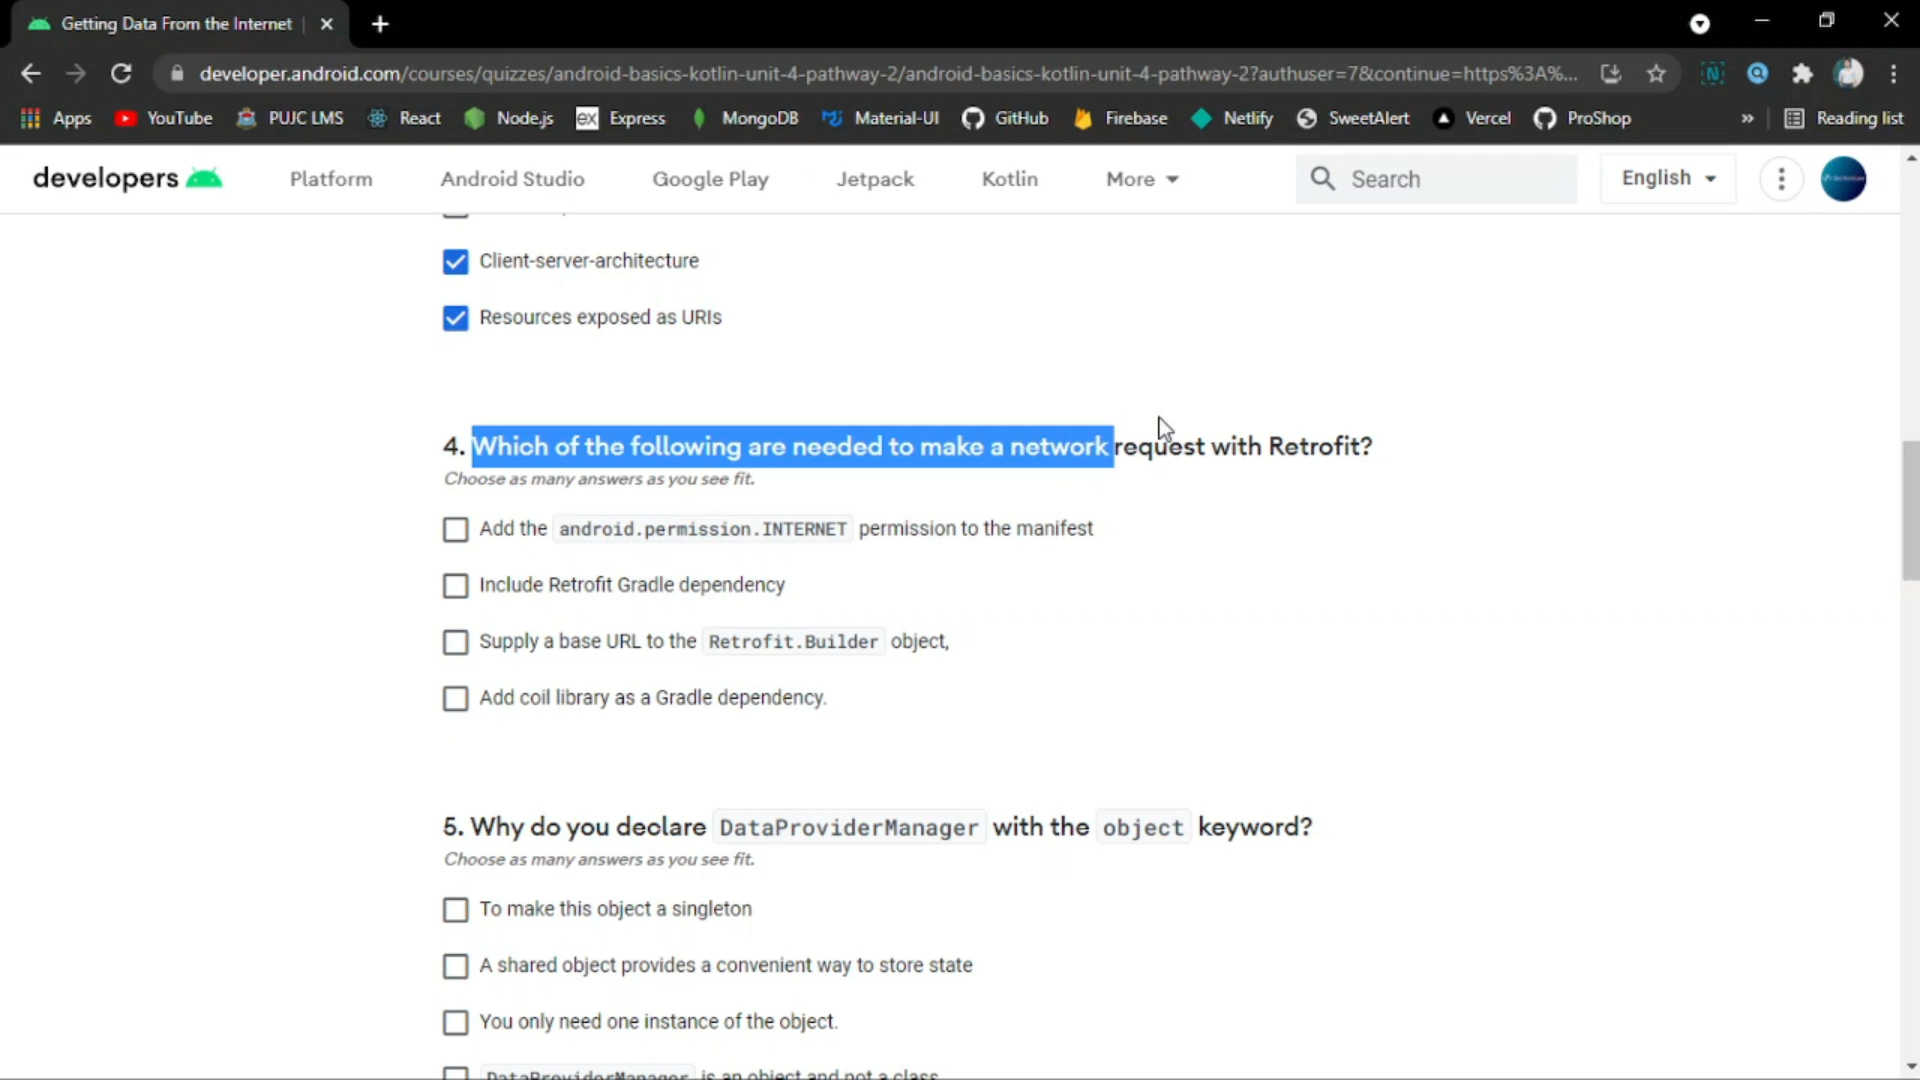 Getting Data From the Internet
developer.android.com/courses/quizzes/android-basics-kotlin-unit-4-pathway-2/android-basics-kotlin-unit-4-pathway-2?authuser=7&continue=https%3A%...
Apps YouTube PUJC LMS React Node.js ex Express MongoDB Material-UI GitHub Firebase Netlify SweetAlert Vercel ProShop » Reading list
developers Platform Android Studio Google Play Jetpack Kotlin More Search English
Client-server-architecture
Resources exposed as URIs
4. Which of the following are needed to make a network request with Retrofit?
Choose as many answers as you see fit.
Add the android.permission.INTERNET permission to the manifest
Include Retrofit Gradle dependency
Supply a base URL to the Retrofit.Builder object,
Add coil library as a Gradle dependency.
5. Why do you declare DataProviderManager with the object keyword?
Choose as many answers as you see fit.
To make this object a singleton
A shared object provides a convenient way to store state
You only need one instance of the object.
DataProviderManager is an object and not a class